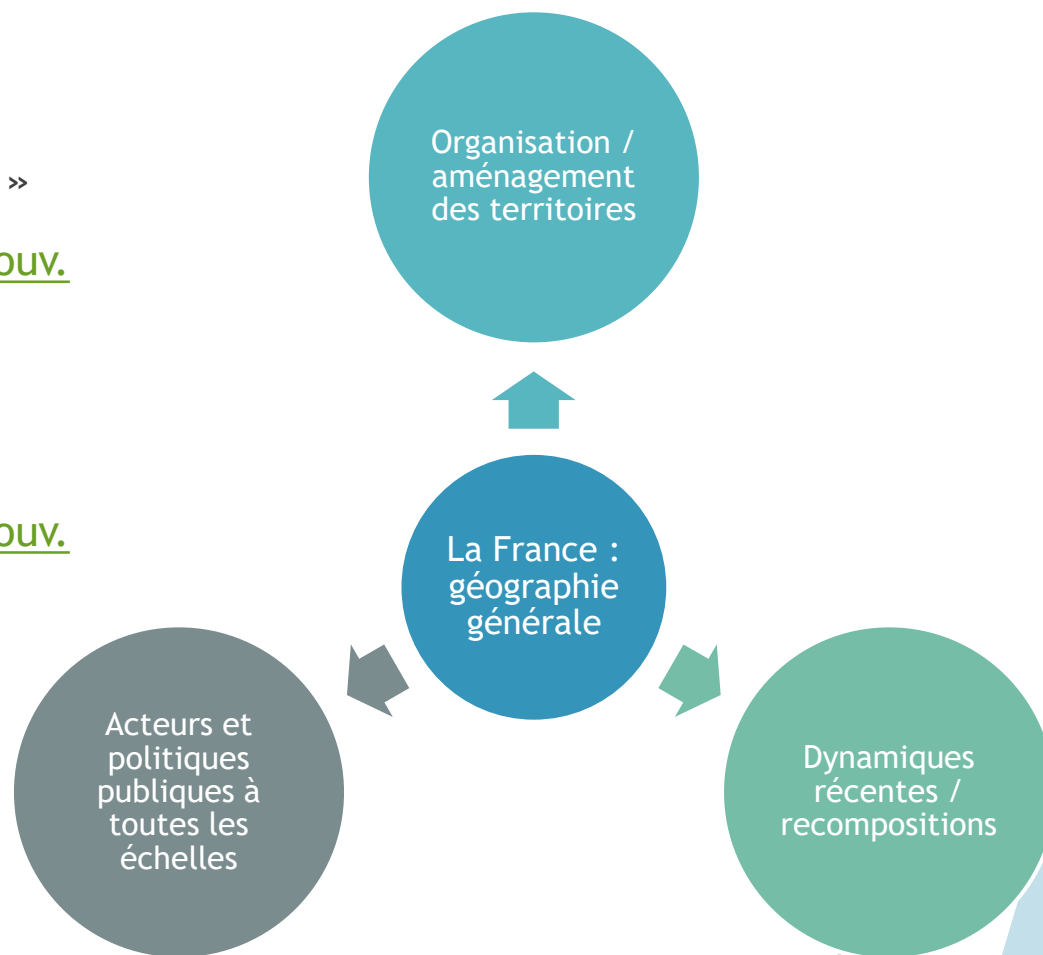 »
ouv.
ouv.
Organisation /
aménagement
des territoires
La France :
géographie
générale
Acteurs et
politiques
publiques à
toutes les
échelles
Dynamiques
récentes /
recompositions